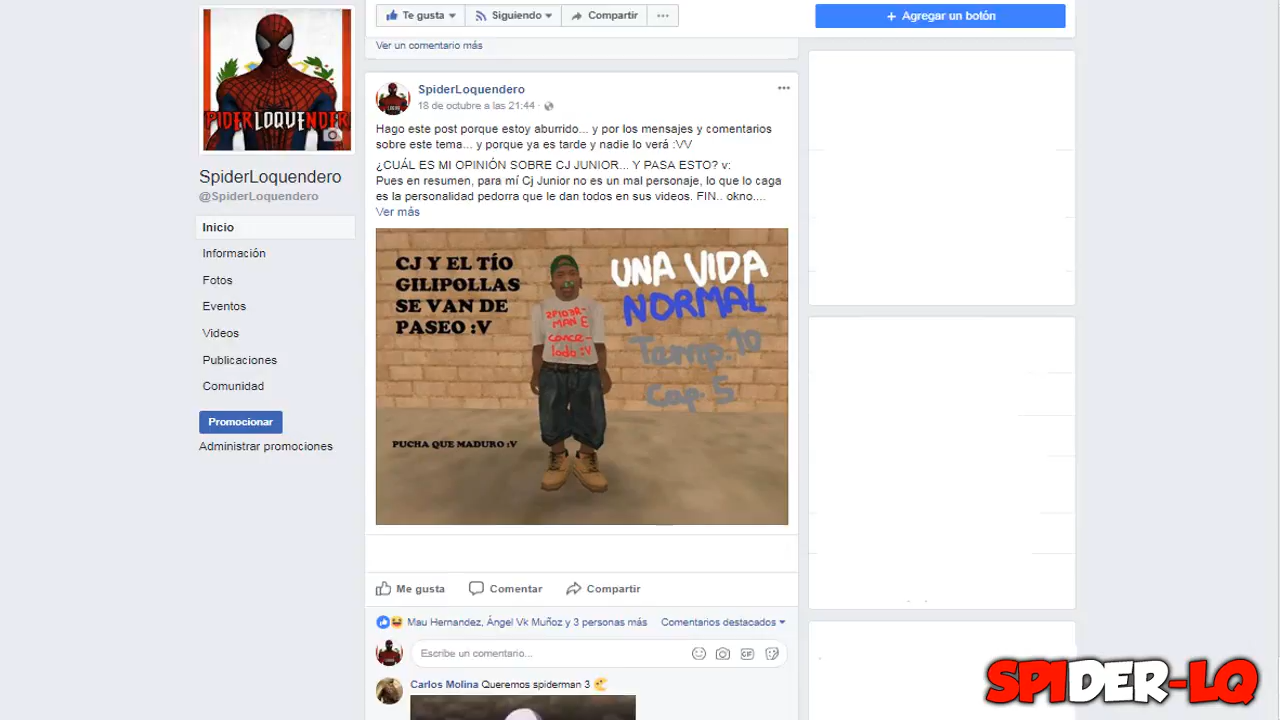 Te gusta
Siguiendo
Compartir
+ Agregar un botón
Ver un comentario más
PIDERLOQUENDER
SpiderLoquendero
@SpiderLoquendero
Inicio
Información
Fotos
Eventos
Videos
Publicaciones
Comunidad
Promocionar
Administrar promociones
SpiderLoquendero
18 de octubre a las 21:44
Hago este post porque estoy aburrido... y por los mensajes y comentarios
sobre este tema... y porque ya es tarde y nadie lo verá :VV
¿CUÁL ES MI OPINIÓN SOBRE CJ JUNIOR... Y PASA ESTO? v:
Pues en resumen, para mí Cj Junior no es un mal personaje, lo que lo caga
es la personalidad pedorra que le dan todos en sus videos. FIN.. okno....
Ver más
CJ Y EL TÍO
GILIPOLLAS
SE VAN DE
PASEO :V
UNA VIDA
NORMAL
Temp. 10
Cap. 5
SPIDER-
MAN E
cance-
lado :V
PUCHA QUE MADURO :V
Me gusta
Comentar
Compartir
Mau Hernandez, Ángel Vk Muñoz y 3 personas más
Comentarios destacados
Escribe un comentario...
GIF
Carlos Molina Queremos spiderman 3
SPIDER-LQ